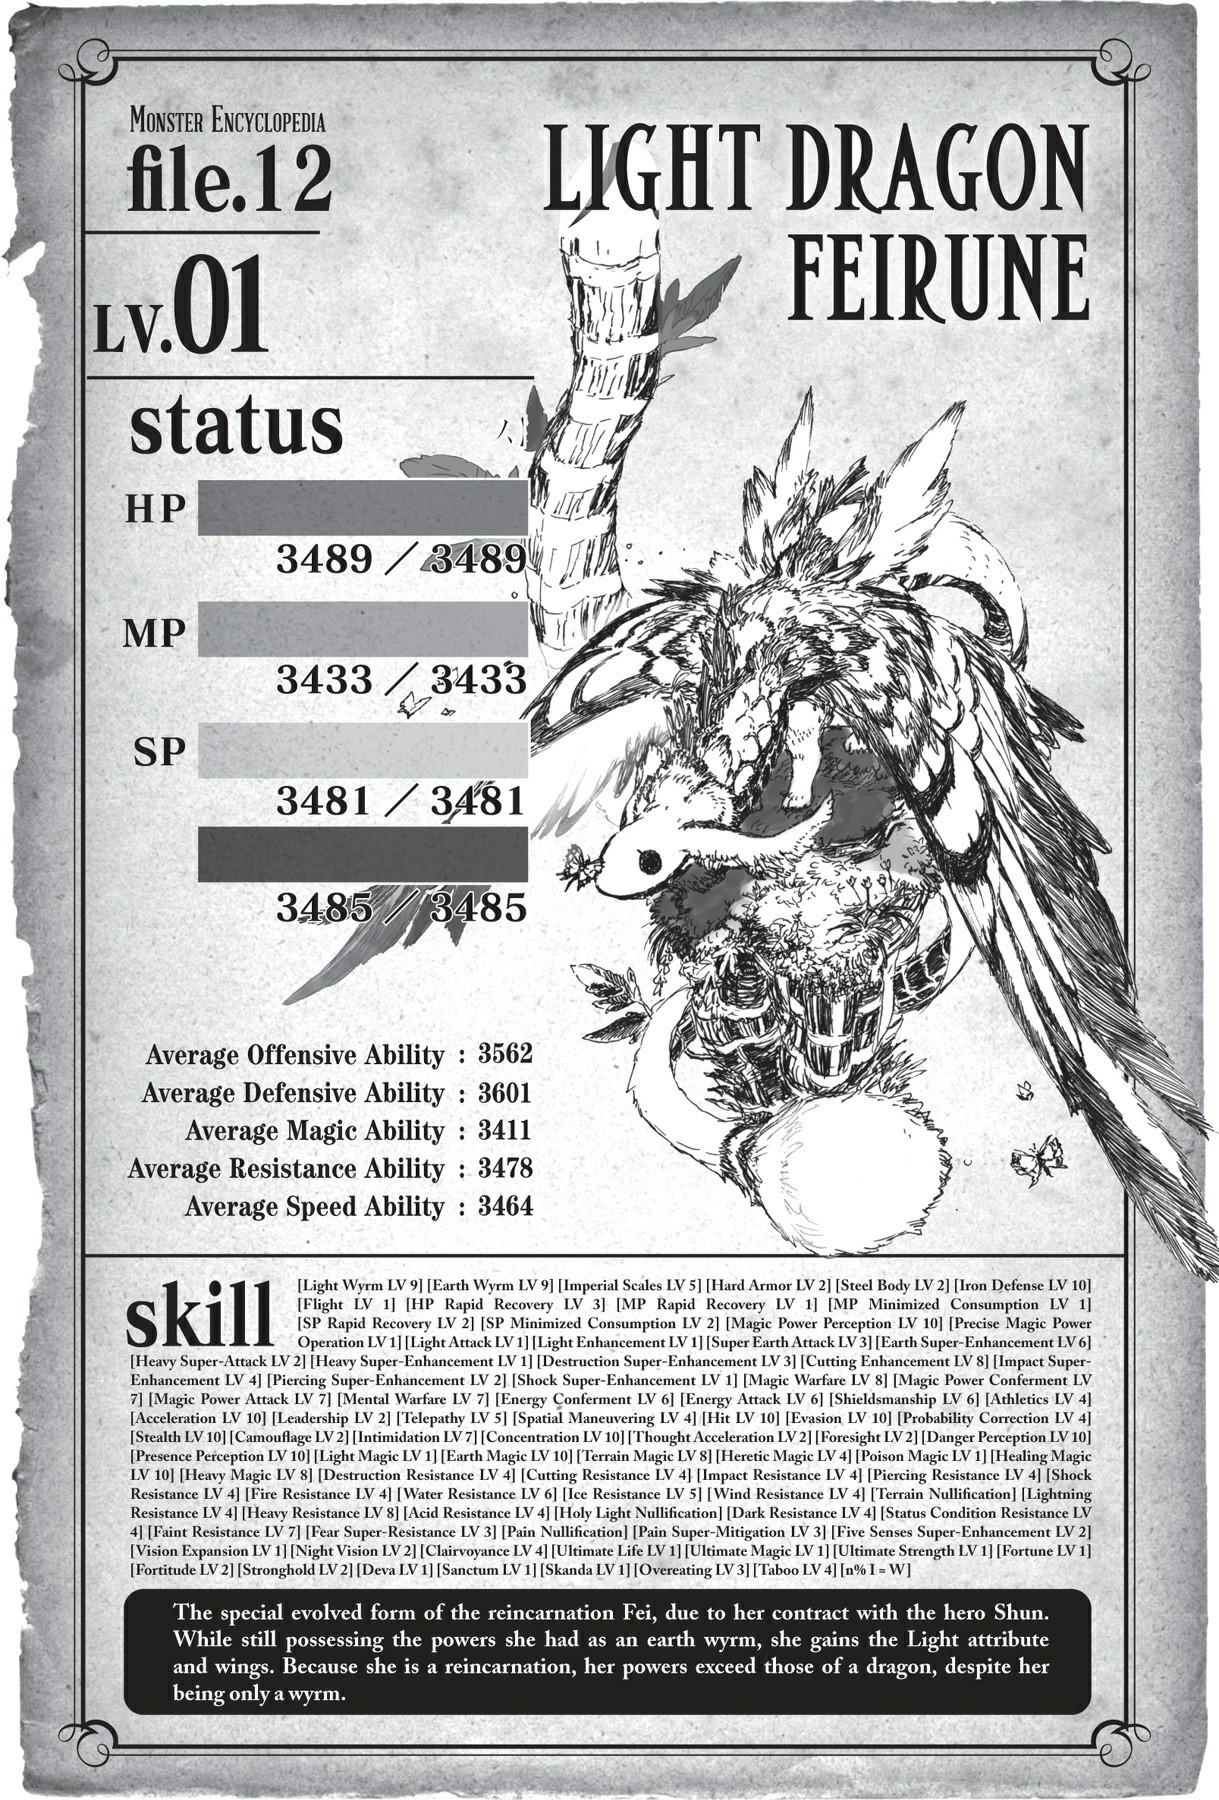 MONSTER ENCYCLOPEDIA
file.12
LIGHT DRAGON
FEIRUNE
LV.01
status
HP
3489 / 3489
MP
3433 / 3433
SP
3481 / 3481
3485 / 3485
Average Offensive Ability : 3562
Average Defensive Ability : 3601
Average Magic Ability : 3411
Average Resistance Ability : 3478
Average Speed Ability : 3464
skill
[Light Wyrm LV 9] [Earth Wyrm LV 9] [Imperial Scales LV 5] [Hard Armor LV 2] [Steel Body LV 2] [Iron Defense LV 10]
[Flight LV 1] [HP Rapid Recovery LV 3] [MP Rapid Recovery LV 1] [MP Minimized Consumption LV 1]
[SP Rapid Recovery LV 2] [SP Minimized Consumption LV 2] [Magic Power Perception LV 10] [Precise Magic Power
Operation LV 1] [Light Attack LV 1] [Light Enhancement LV 1] [Super Earth Attack LV 3] [Earth Super-Enhancement LV 6]
[Heavy Super-Attack LV 2] [Heavy Super-Enhancement LV 1] [Destruction Super-Enhancement LV 3] [Cutting Enhancement LV 8] [Impact Super-
Enhancement LV 4] [Piercing Super-Enhancement LV 2] [Shock Super-Enhancement LV 1] [Magic Warfare LV 8] [Magic Power Conferment LV
7] [Magic Power Attack LV 7] [Mental Warfare LV 7] [Energy Conferment LV 6] [Energy Attack LV 6] [Shieldsmanship LV 6] [Athletics LV 4]
[Acceleration LV 10] [Leadership LV 2] [Telepathy LV 5] [Spatial Maneuvering LV 4] [Hit LV 10] [Evasion LV 10] [Probability Correction LV 4]
[Stealth LV 10] [Camouflage LV 2] [Intimidation LV 7] [Concentration LV 10] [Thought Acceleration LV 2] [Foresight LV 2] [Danger Perception LV 10]
[Presence Perception LV 10] [Light Magic LV 1] [Earth Magic LV 10] [Terrain Magic LV 8] [Heretic Magic LV 4] [Poison Magic LV 1] [Healing Magic
LV 10] [Heavy Magic LV 8] [Destruction Resistance LV 4] [Cutting Resistance LV 4] [Impact Resistance LV 4] [Piercing Resistance LV 4] [Shock
Resistance LV 4] [Fire Resistance LV 4] [Water Resistance LV 6] [Ice Resistance LV 5] [Wind Resistance LV 4] [Terrain Nullification] [Lightning
Resistance LV 4] [Heavy Resistance LV 8] [Acid Resistance LV 4] [Holy Light Nullification] [Dark Resistance LV 4] [Status Condition Resistance LV
4] [Faint Resistance LV 7] [Fear Super-Resistance LV 3] [Pain Nullification] [Pain Super-Mitigation LV 3] [Five Senses Super-Enhancement LV 2]
[Vision Expansion LV 1] [Night Vision LV 2] [Clairvoyance LV 4] [Ultimate Life LV 1] [Ultimate Magic LV 1] [Ultimate Strength LV 1] [Fortune LV 1]
[Fortitude LV 2] [Stronghold LV 2] [Deva LV 1] [Sanctum LV 1] [Skanda LV 1] [Overeating LV 3] [Taboo LV 4] [n% I = W]
The special evolved form of the reincarnation Fei, due to her contract with the hero Shun.
While still possessing the powers she had as an earth wyrm, she gains the Light attribute
and wings. Because she is a reincarnation, her powers exceed those of a dragon, despite her
being only a wyrm.